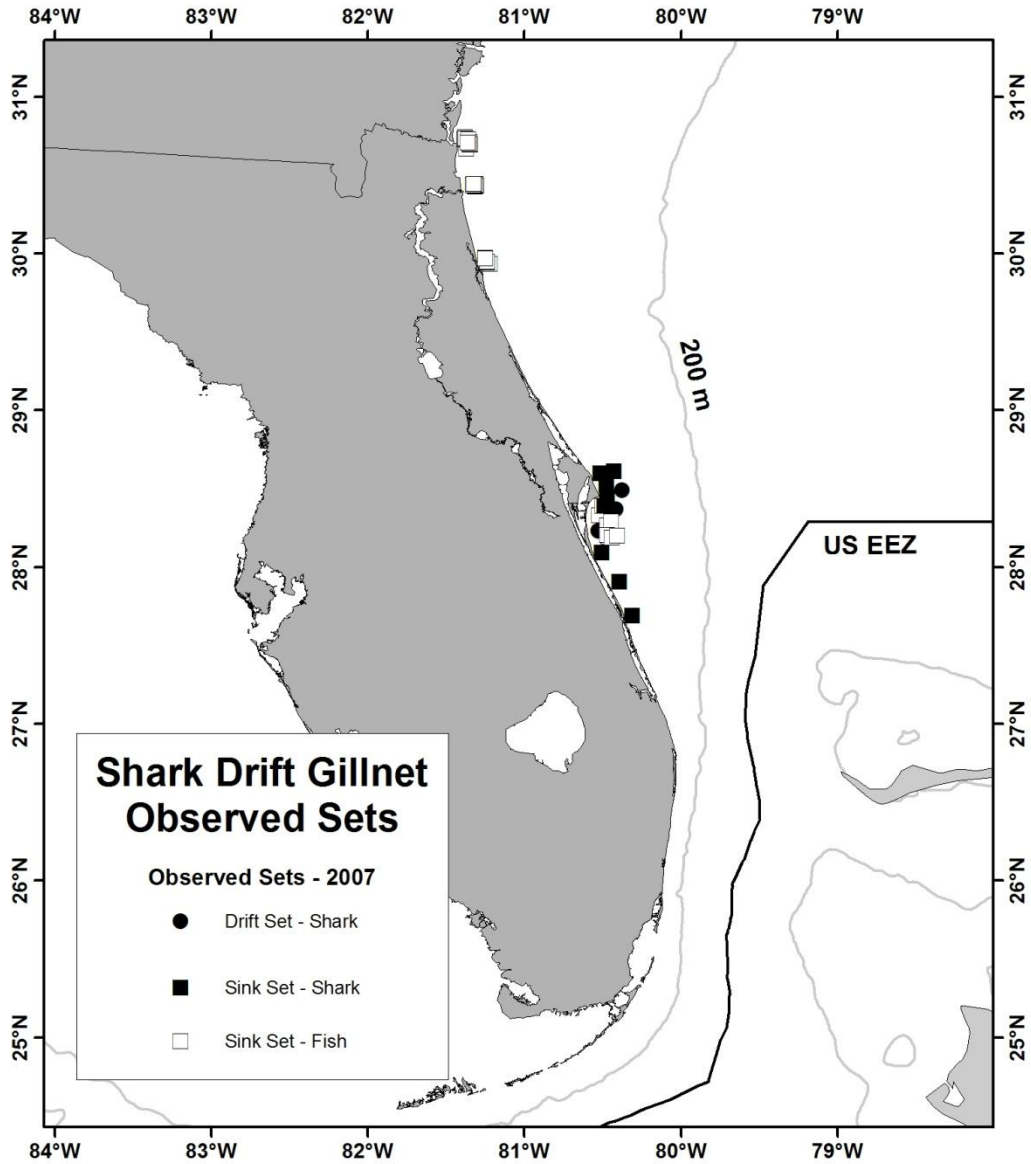 84°W 83°W 82°W 81°W 80°W 79°W
31°N 31°N
30°N 30°N
200 m
29°N 29°N
28°N 28°N
US EEZ
27°N 27°N
Shark Drift Gillnet
Observed Sets
26°N 26°N
Observed Sets - 2007
Drift Set - Shark
Sink Set - Shark
25°N 25°N
Sink Set - Fish
84°W 83°W 82°W 81°W 80°W 79°W